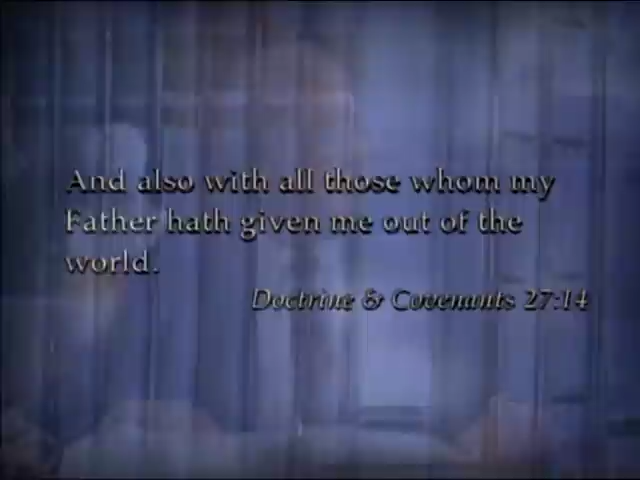 And also with all those whom my
Father hath given me out of the
world.
Doctrine & Covenants 27:14